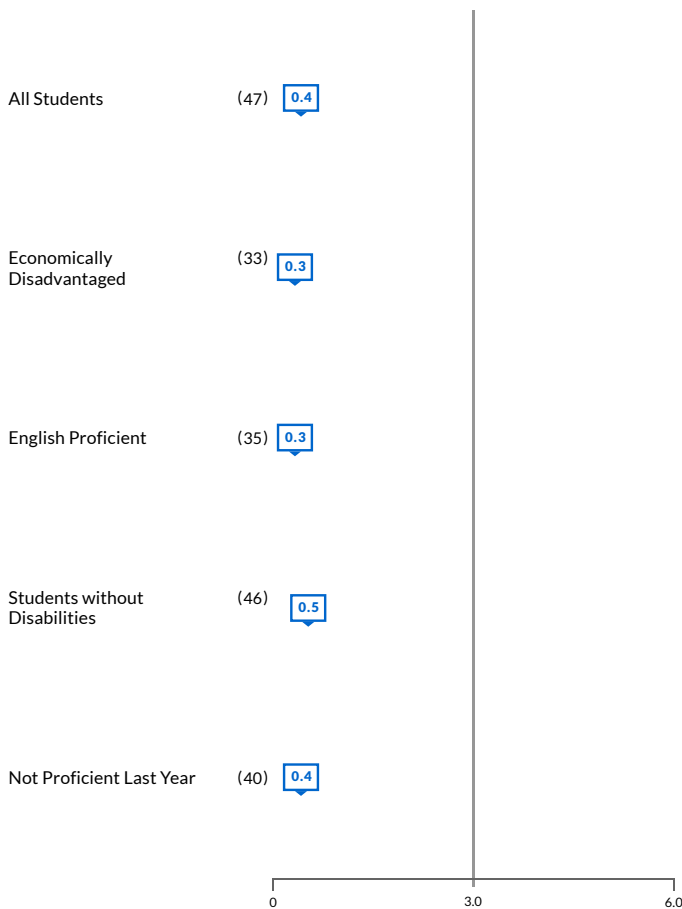 All Students (47) 0.4
Economically (33) 0.3
Disadvantaged
English Proficient (35) 0.3
Students without (46) 0.5
Disabilities
Not Proficient Last Year (40) 0.4
0 3.0 6.0